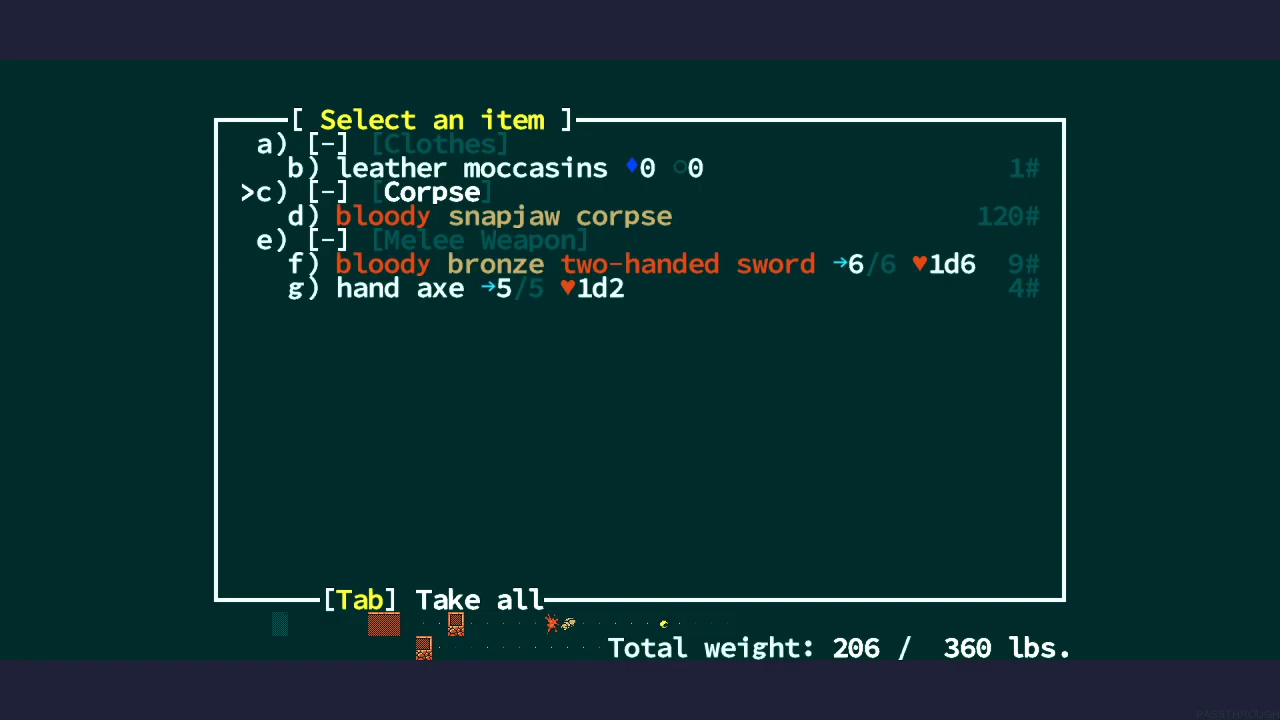 [ Select an item ]
a) [-] [Clothes]
b) leather moccasins ♦0 ○0 1#
>c) [-] [Corpse]
d) bloody snapjaw corpse 120#
e) [-] [Melee Weapon]
f) bloody bronze two-handed sword →6/6 ♥1d6 9#
g) hand axe →5/5 ♥1d2 4#
[Tab] Take all
Total weight: 206 / 360 lbs.